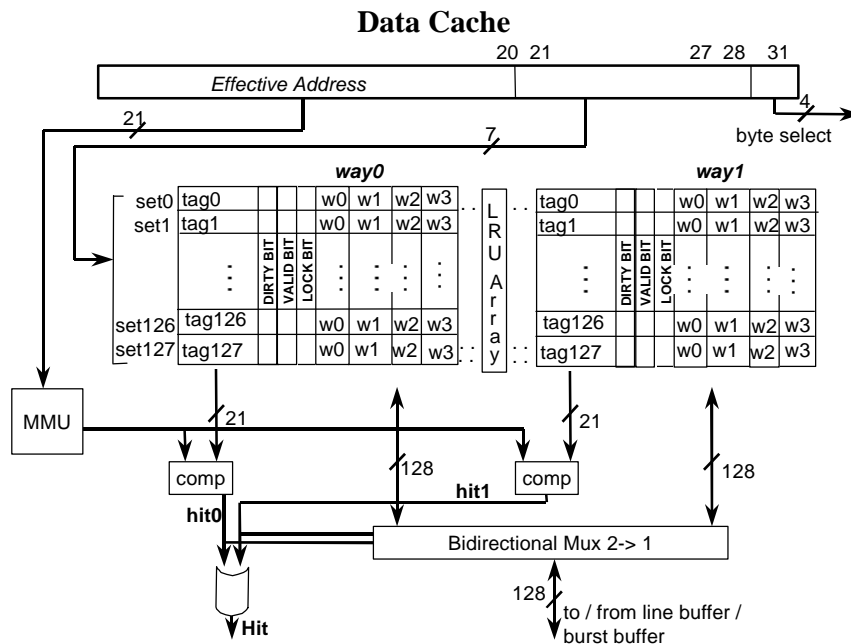 Data Cache
20 21 27 28 31
Effective Address
21
7
4
byte select
way0 way1
set0 tag0 w0 w1 w2 w3 . . . . tag0 w0 w1 w2 w3
set1 tag1 w0 w1 w2 w3 tag1 w0 w1 w2 w3
DIRTY BIT VALID BIT LOCK BIT
LRU Array
DIRTY BIT VALID BIT LOCK BIT
set126 tag126 w0 w1 w2 w3 tag126 w0 w1 w2 w3
set127 tag127 w0 w1 w2 w3 . . . . tag127 w0 w1 w2 w3
MMU
21
21
comp
128
comp
128
hit1
hit0
Bidirectional Mux 2-> 1
128
to / from line buffer /
burst buffer
Hit